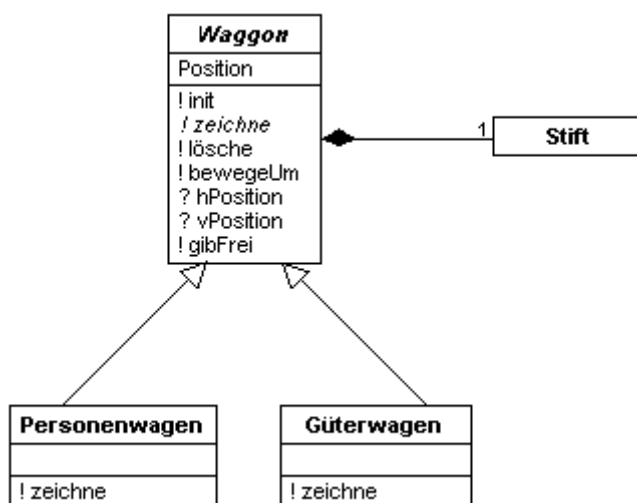 Waggon
Position
! init
! zeichne
! lösche
! bewegeUm
? hPosition
? vPosition
! gibFrei
1
Stift
Personenwagen
! zeichne
Güterwagen
! zeichne